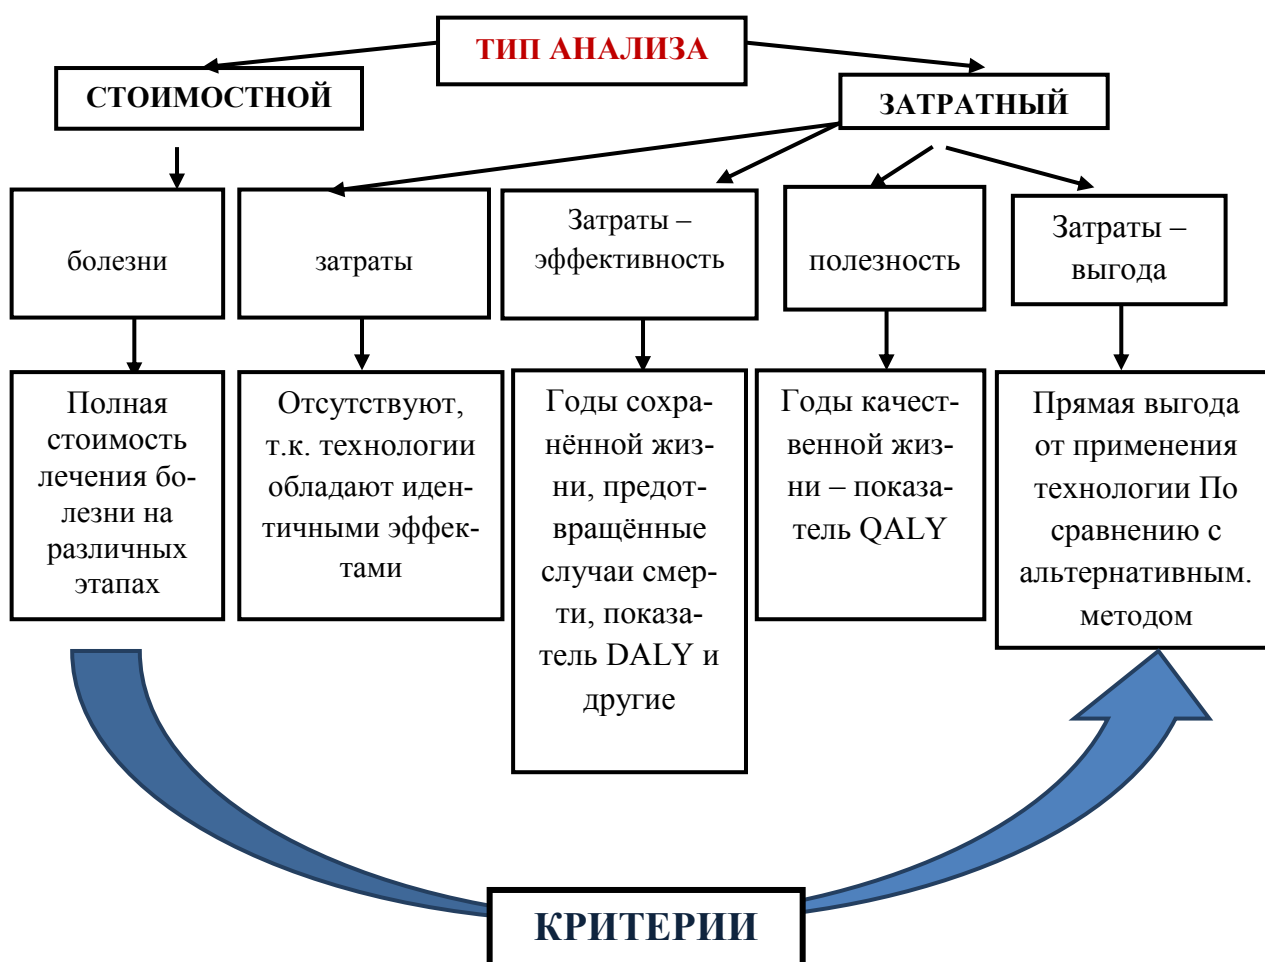 ТИП АНАЛИЗА
СТОИМОСТНОЙ
ЗАТРАТНЫЙ
болезни
затраты
Затраты –
эффективность
полезность
Затраты –
выгода
Полная
стоимость
лечения бо-
лезни на
различных
этапах
Отсутствуют,
т.к. технологии
обладают иден-
тичными эффек-
тами
Годы сохра-
нённой жиз-
ни, предот-
вращённые
случаи смер-
ти, показа-
тель DALY и
другие
Годы качест-
венной жиз-
ни – показа-
тель QALY
Прямая выгода
от применения
технологии По
сравнению с
альтернативным.
методом
КРИТЕРИИ